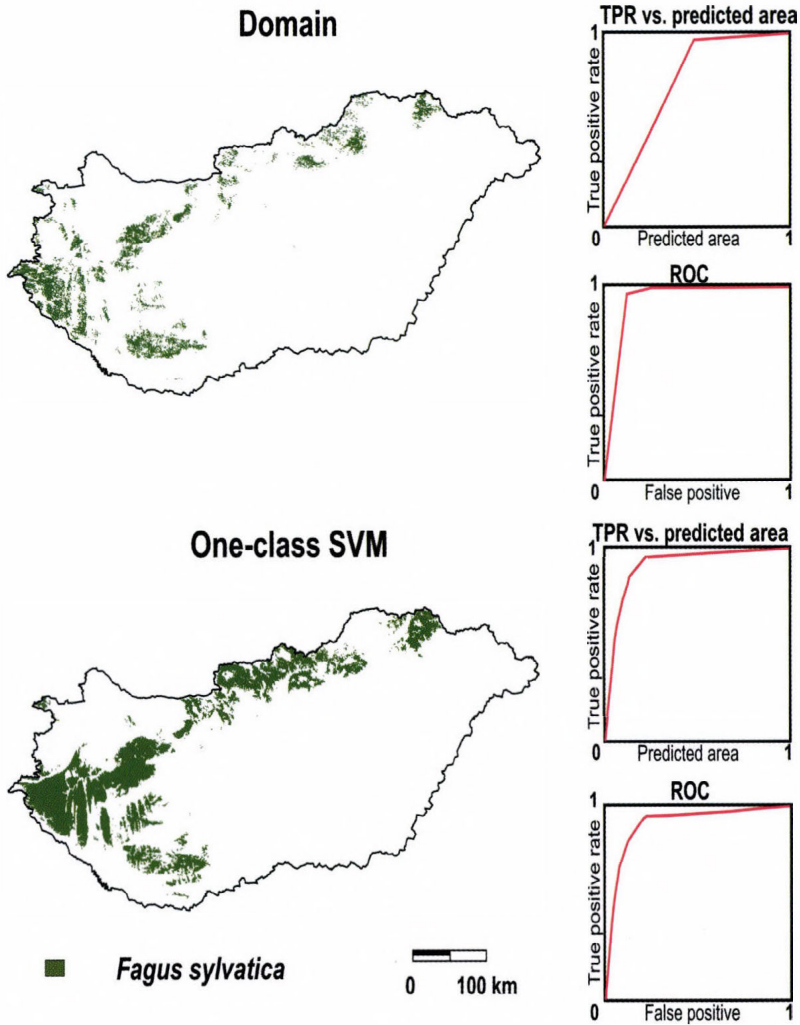 Domain
TPR vs. predicted area
1
True positive rate
0
Predicted area
1
ROC
1
True positive rate
0
False positive
1
One-class SVM
TPR vs. predicted area
1
True positive rate
0
Predicted area
1
ROC
1
True positive rate
0
False positive
1
Fagus sylvatica
0 100 km